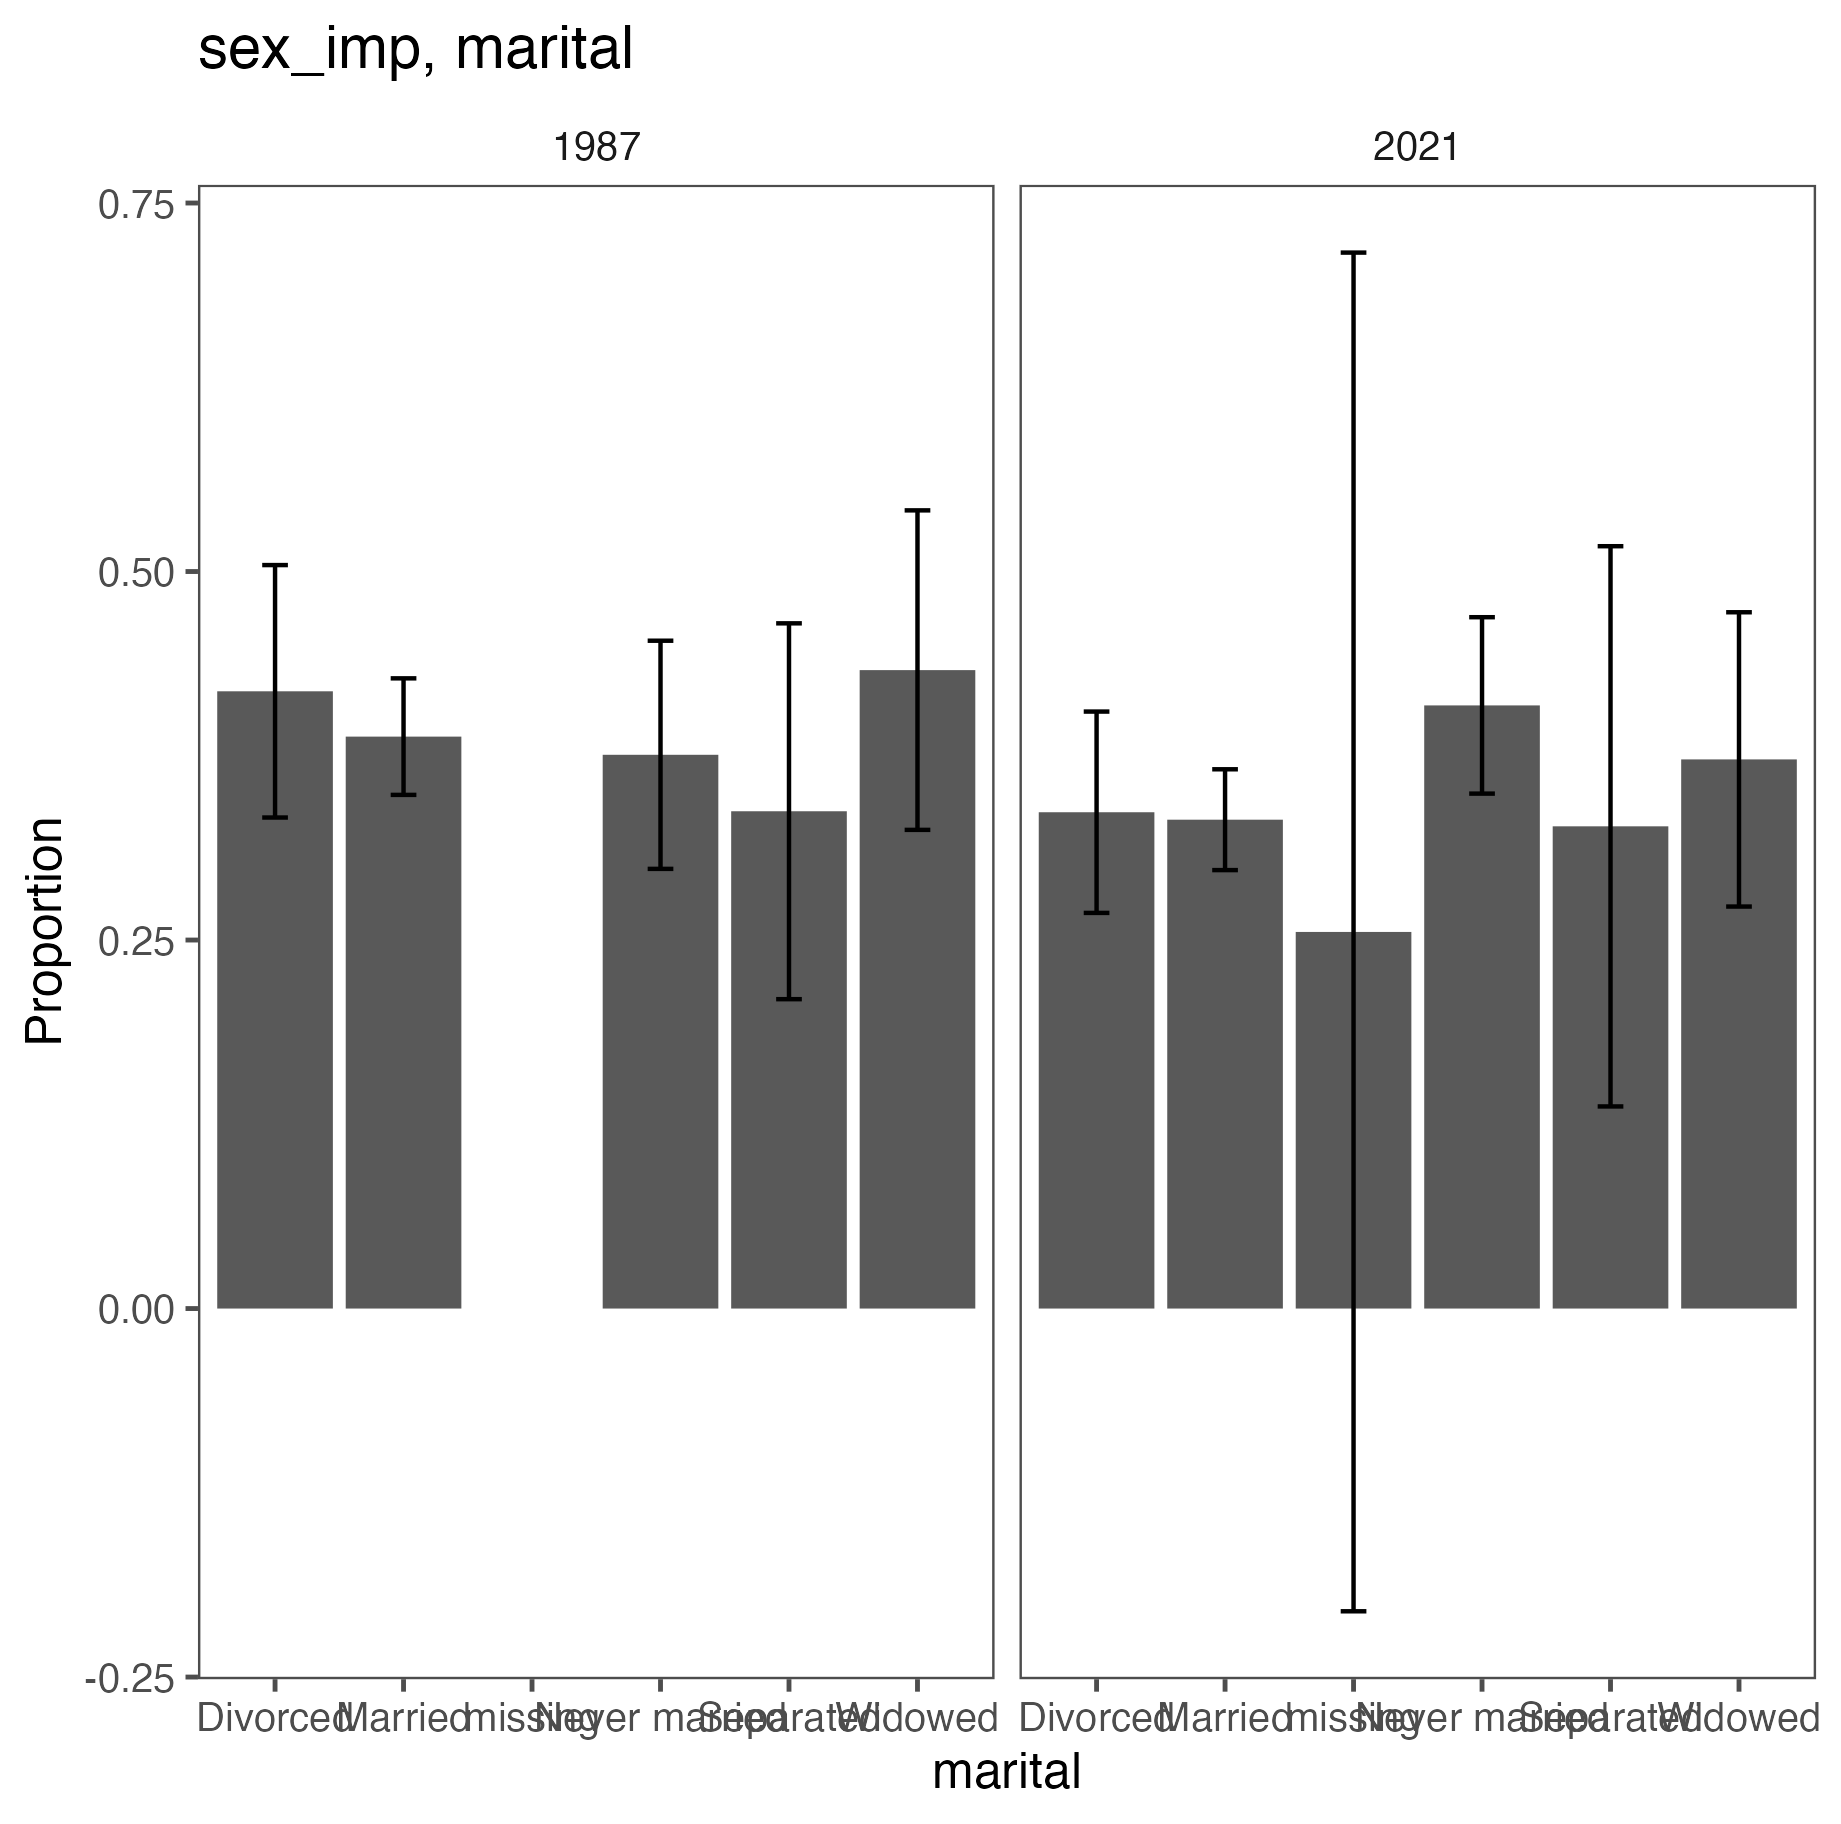 sex_imp, marital
1987 2021
0.75
0.50
0.25
0.00
-0.25
Proportion
Divorced Married missing Never married Separated Widowed Divorced Married missing Never married Separated Widowed
marital